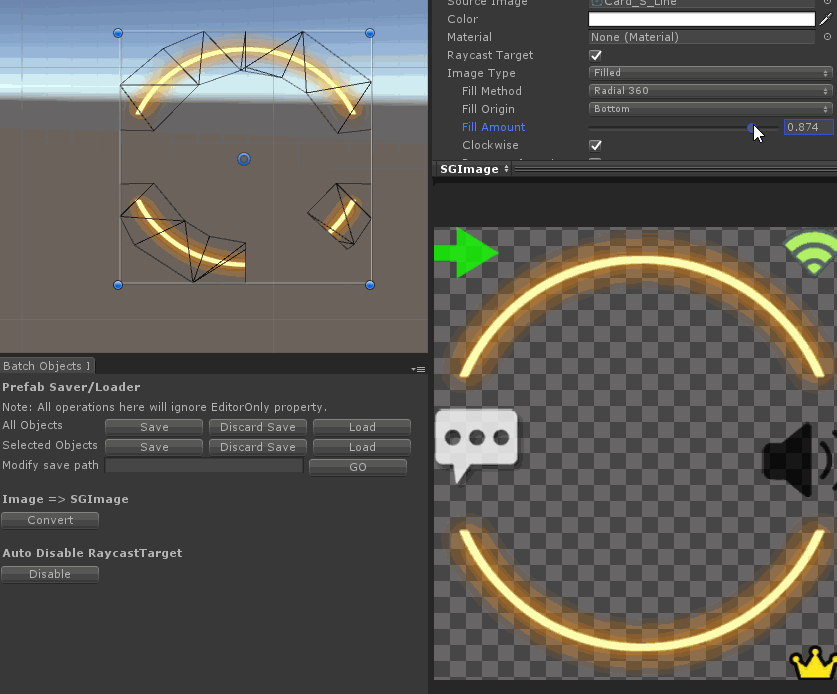 Source Image
Card_S_Line
Color
Material
None (Material)
Raycast Target
Image Type
Filled
Fill Method
Radial 360
Fill Origin
Bottom
Fill Amount
0.874
Clockwise
SGImage
Batch Objects
Prefab Saver/Loader
Note: All operations here will ignore EditorOnly property.
All Objects
Save
Discard Save
Load
Selected Objects
Save
Discard Save
Load
Modify save path
GO
Image => SGImage
Convert
Auto Disable RaycastTarget
Disable